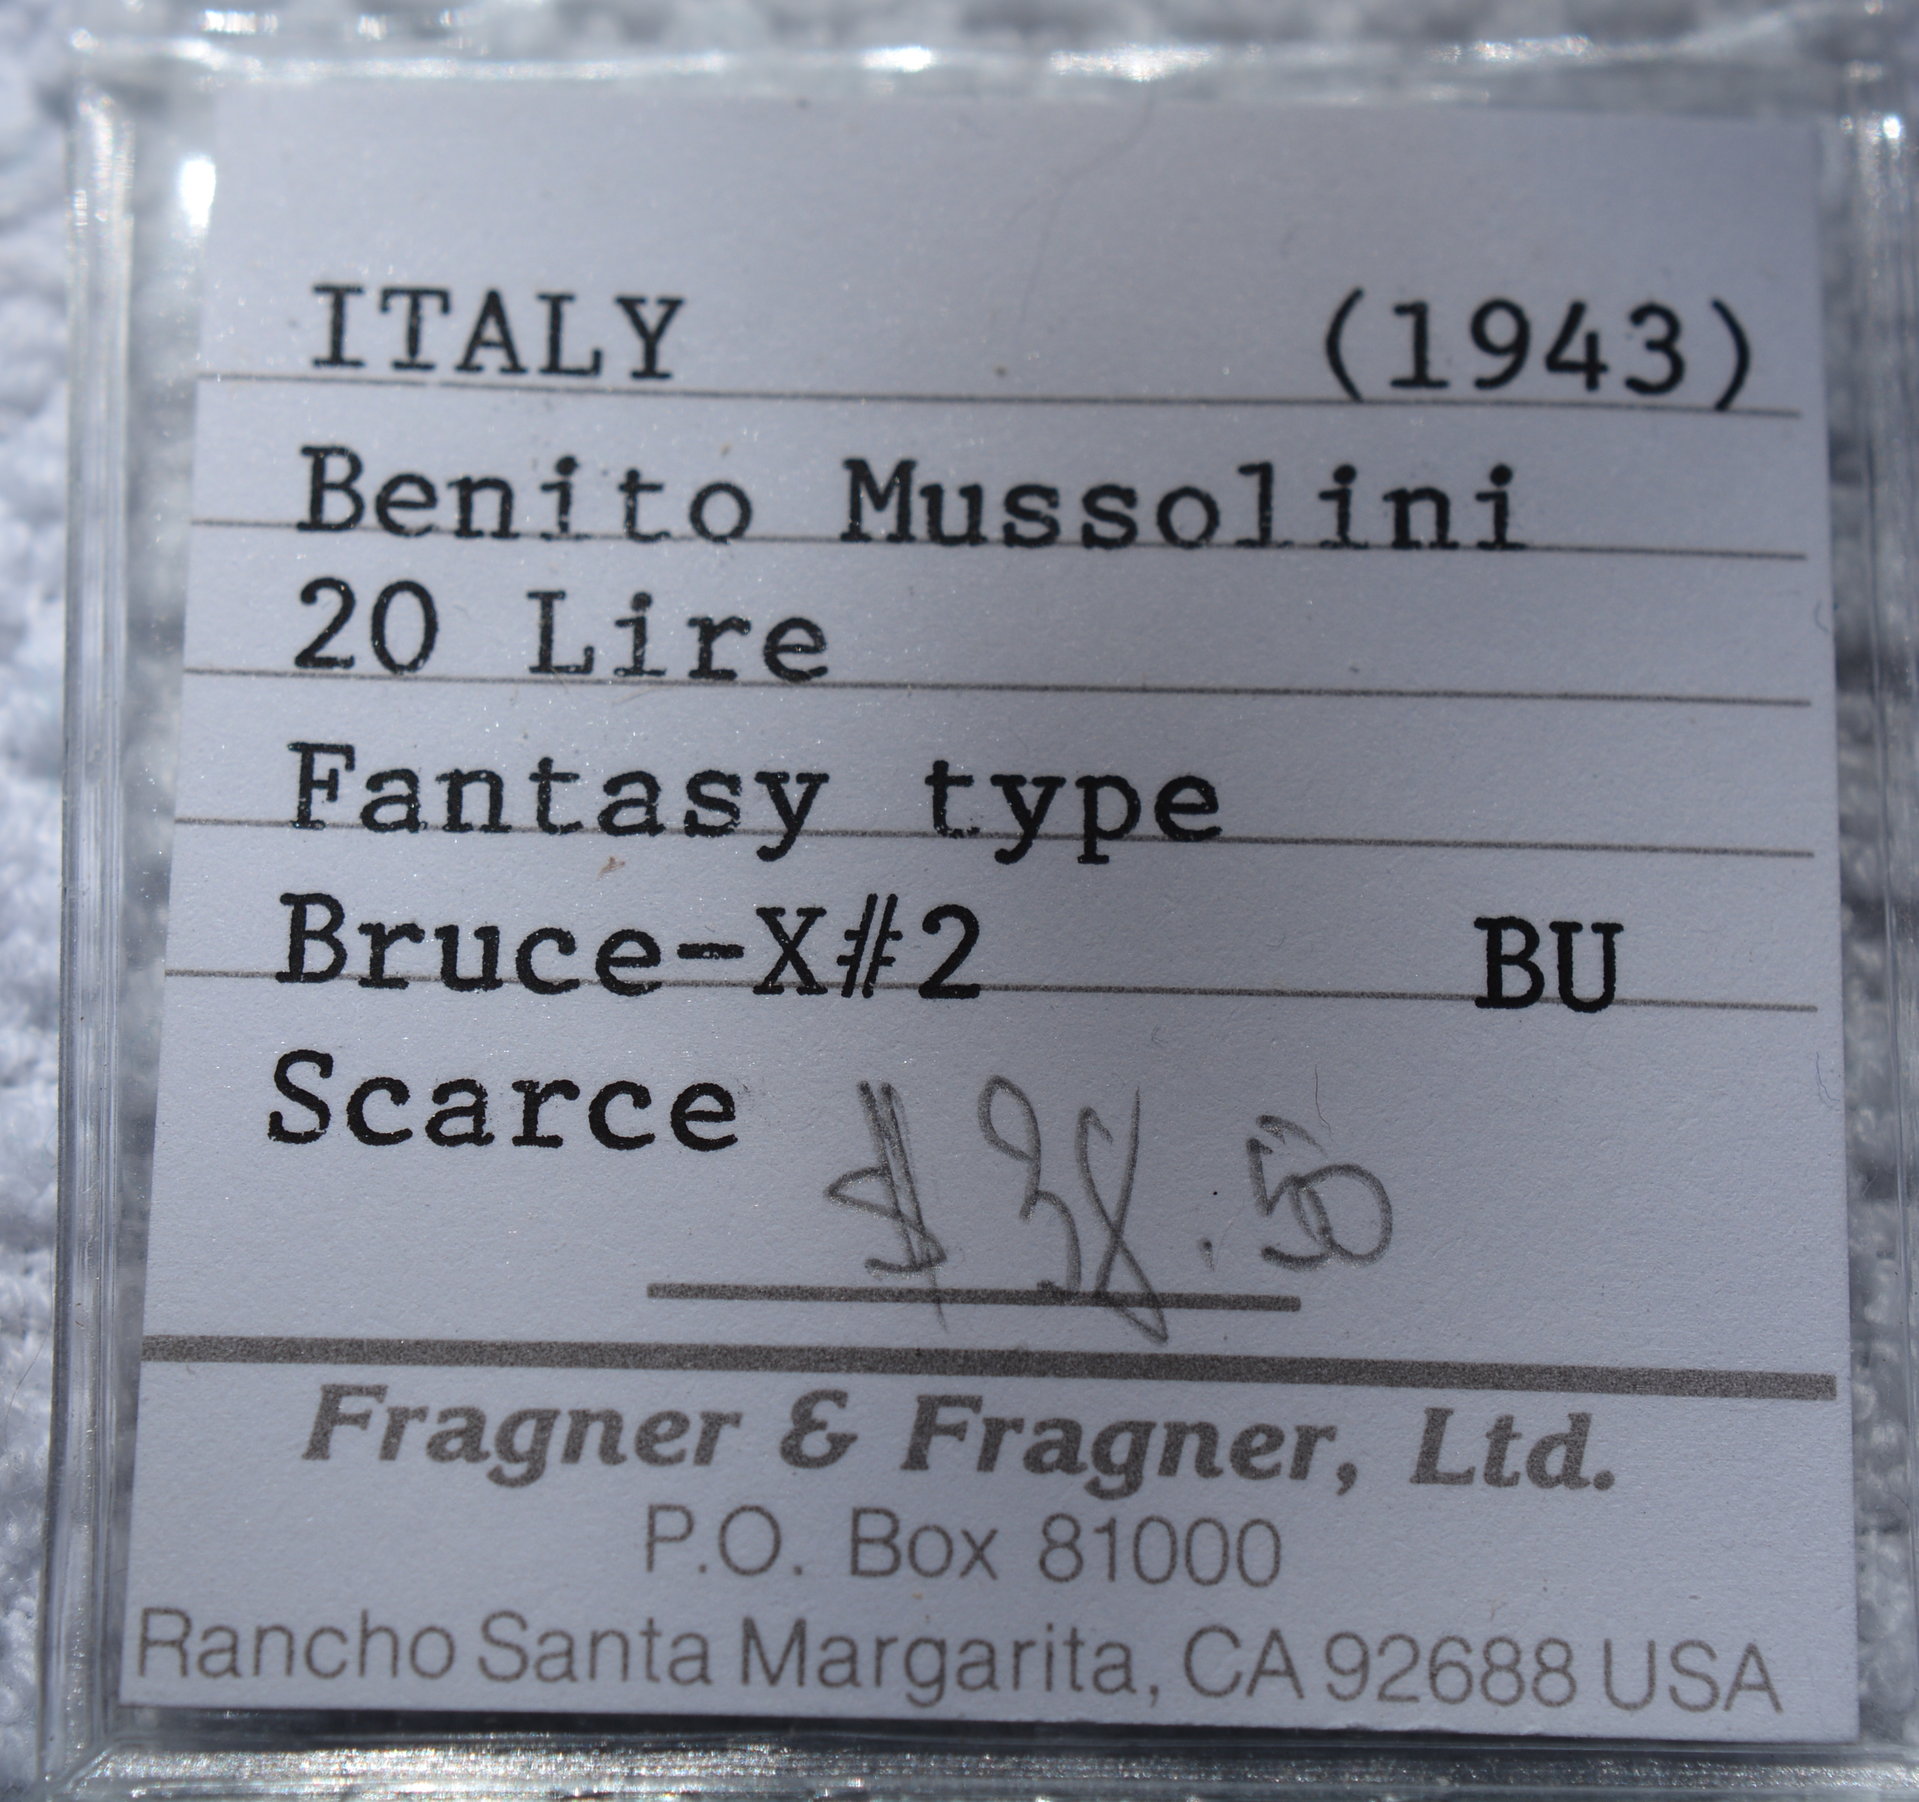 ITALY (1943)
Benito Mussolini
20 Lire
Fantasy type
Bruce-X#2 BU
Scarce $38.50
Fragner & Fragner, Ltd.
P.O. Box 81000
Rancho Santa Margarita, CA 92688 USA